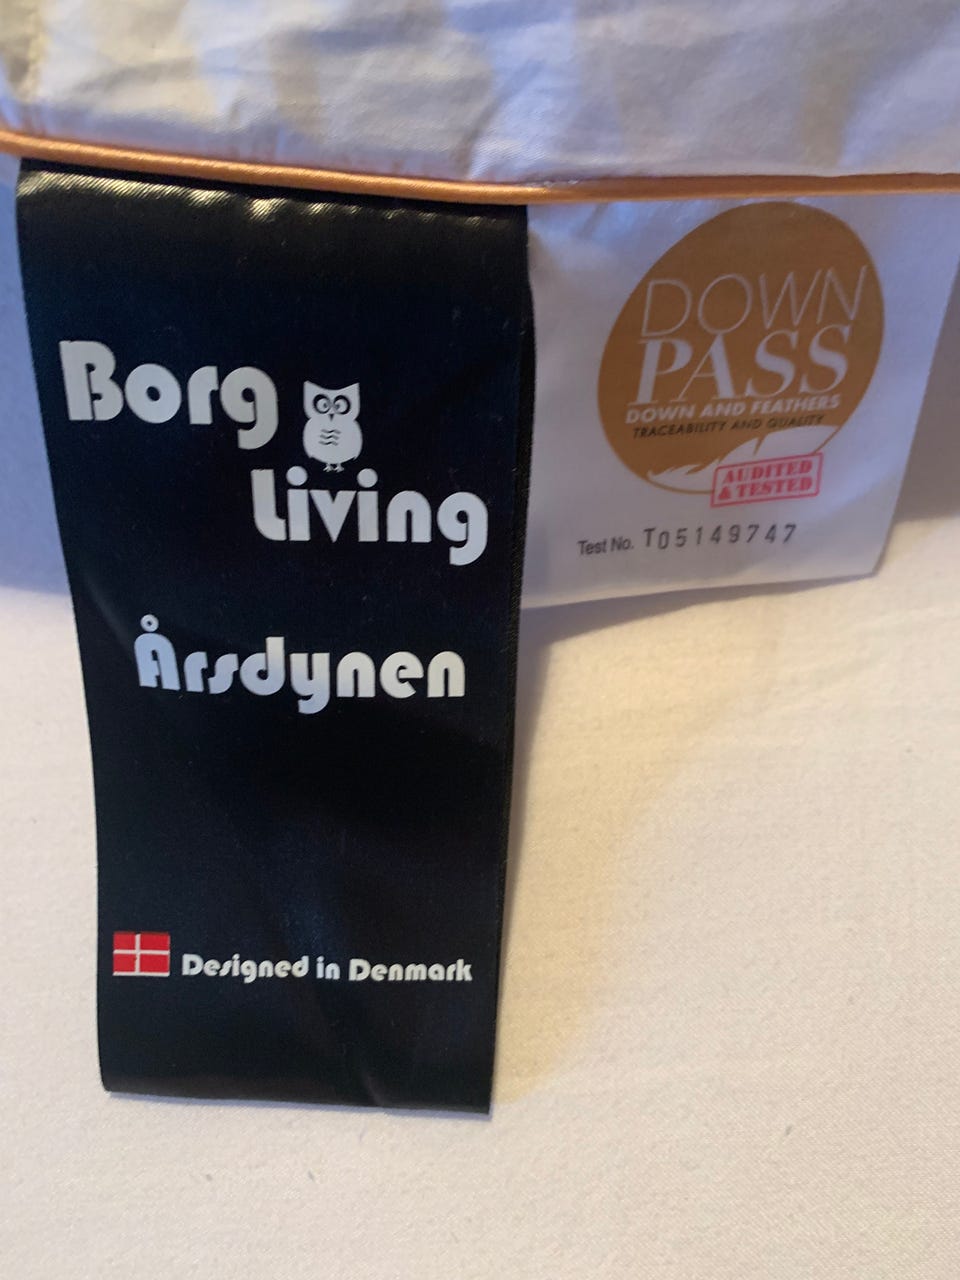 Borg
Living
Årsdynen
Designed in Denmark
DOWN
PASS
DOWN AND FEATHERS
TRACEABILITY AND QUALITY
AUDITED
& TESTED
Test No. T05149747